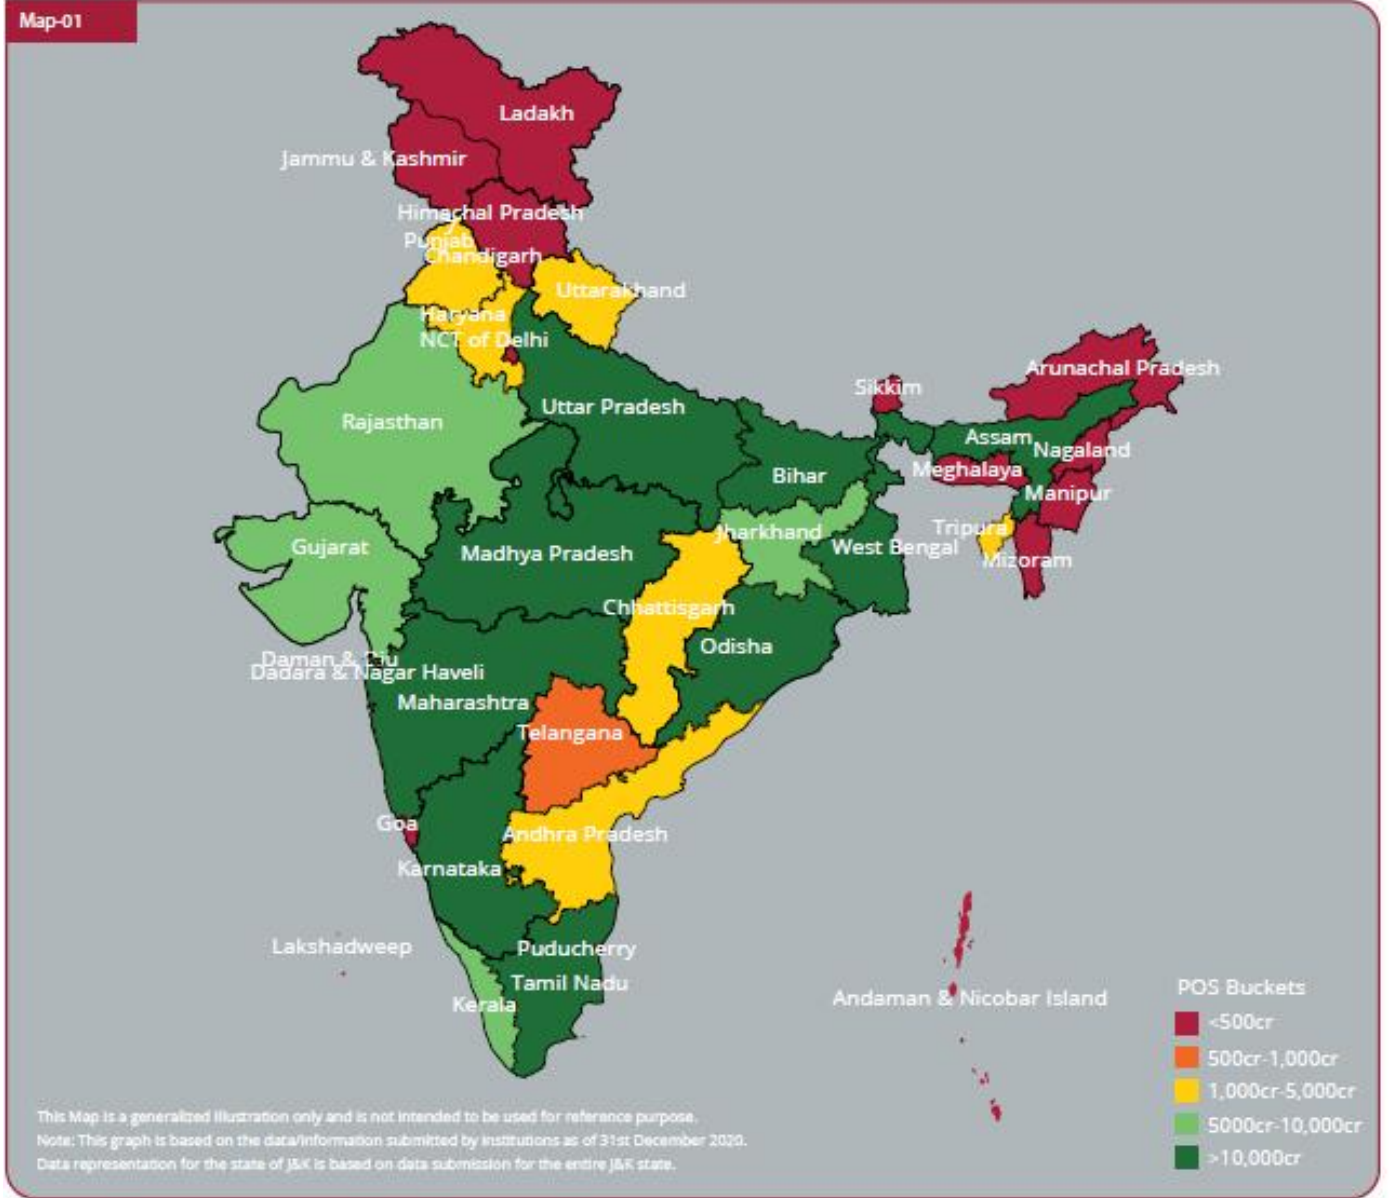 Map-01
Ladakh
Jammu & Kashmir
Himachal Pradesh
Punjab
Chandigarh
Uttarakhand
Haryana
NCT of Delhi
Arunachal Pradesh
Sikkim
Rajasthan
Uttar Pradesh
Assam
Nagaland
Meghalaya
Bihar
Manipur
Jharkhand
Tripura
Gujarat
Madhya Pradesh
West Bengal
Mizoram
Chhattisgarh
Odisha
Daman & Diu
Dadara & Nagar Haveli
Maharashtra
Telangana
Goa
Andhra Pradesh
Karnataka
Lakshadweep
Puducherry
Tamil Nadu
Kerala
Andaman & Nicobar Island
POS Buckets
<500cr
500cr-1,000cr
1,000cr-5,000cr
5000cr-10,000cr
>10,000cr
This Map is a generalized illustration only and is not intended to be used for reference purpose.
Note: This graph is based on the data/information submitted by institutions as of 31st December 2020.
Data representation for the state of J&K is based on data submission for the entire J&K state.